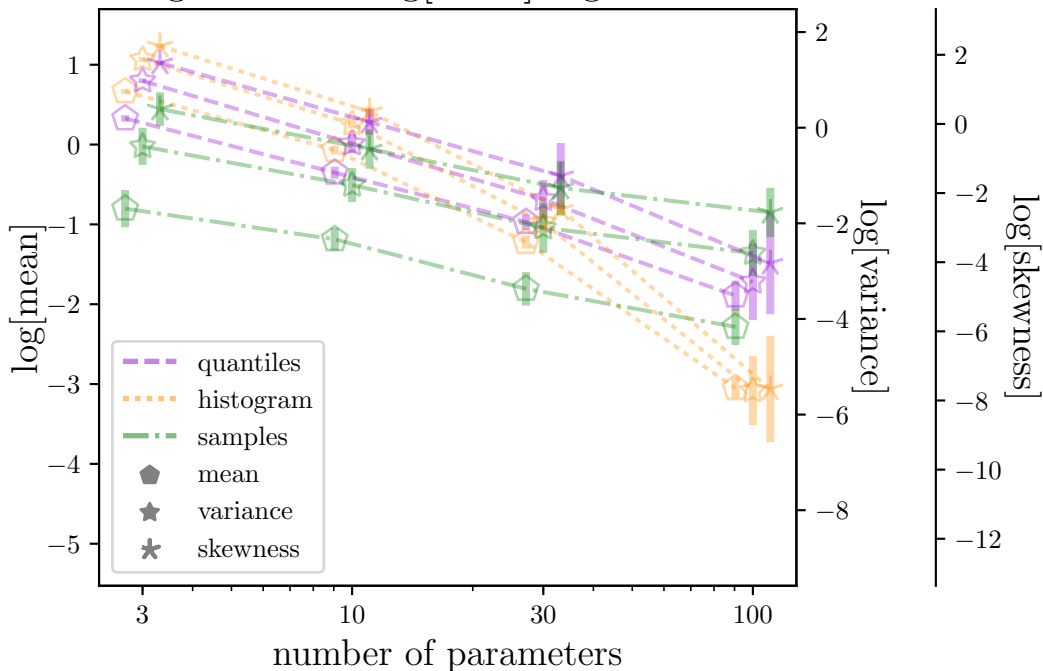 log[mean]
1
0
−1
−2
−3
−4
−5
quantiles
histogram
samples
mean
variance
skewness
3
10
30
100
number of parameters
2
0
−2
−4
−6
−8
log[variance]
2
0
−2
−4
−6
−8
−10
−12
log[skewness]